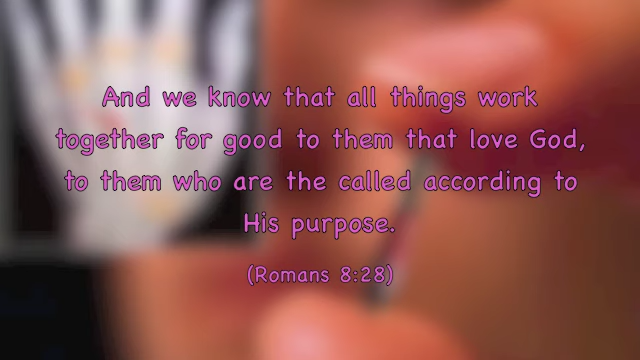 And we know that all things work
together for good to them that love God,
to them who are the called according to
His purpose.
(Romans 8:28)